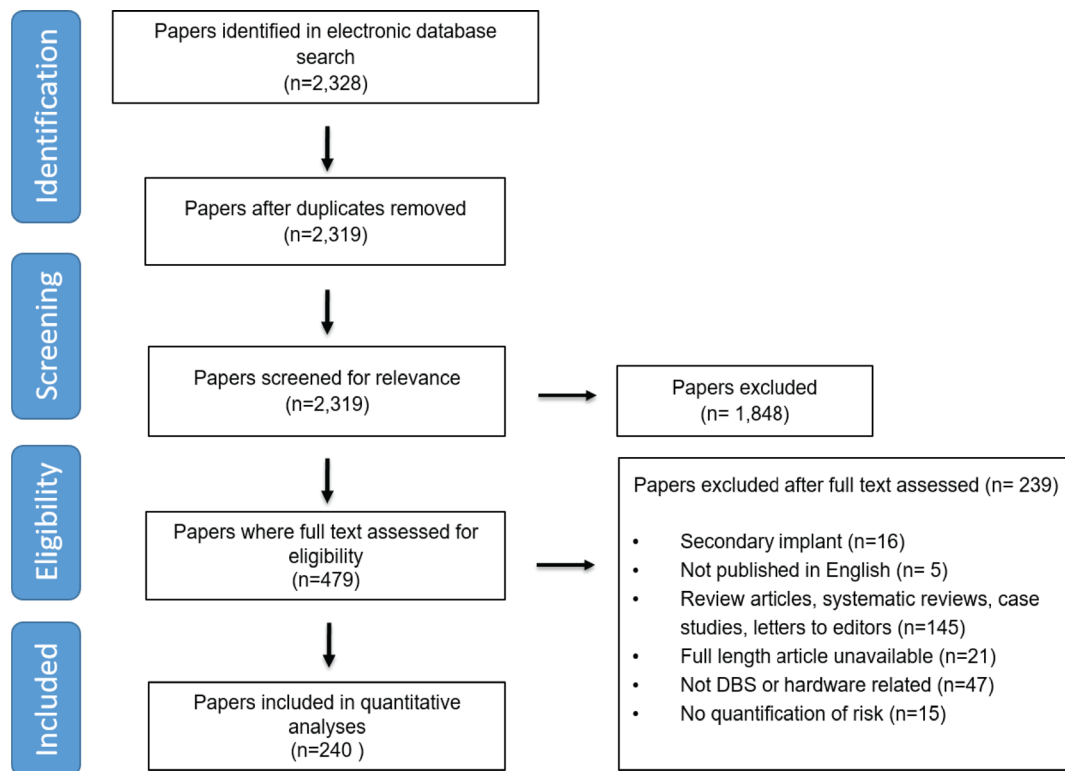 Identification
Papers identified in electronic database
search
(n=2,328)
Papers after duplicates removed
(n=2,319)
Screening
Papers screened for relevance
(n=2,319)
Papers excluded
(n= 1,848)
Eligibility
Papers where full text assessed for
eligibility
(n=479)
Papers excluded after full text assessed (n= 239)
• Secondary implant (n=16)
• Not published in English (n= 5)
• Review articles, systematic reviews, case
studies, letters to editors (n=145)
• Full length article unavailable (n=21)
• Not DBS or hardware related (n=47)
• No quantification of risk (n=15)
Included
Papers included in quantitative
analyses
(n=240 )